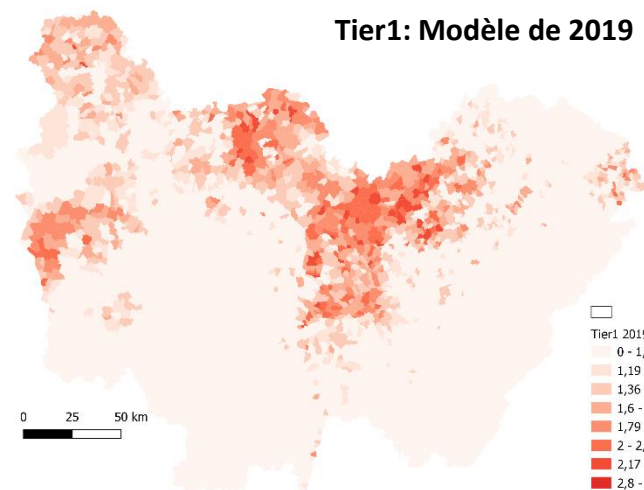 Tier1: Modèle de 2019
Tier1 2019
0 - 1,
1,19
1,36
1,6 -
1,79
2 - 2,
2,17
2,8 -
0 25 50 km